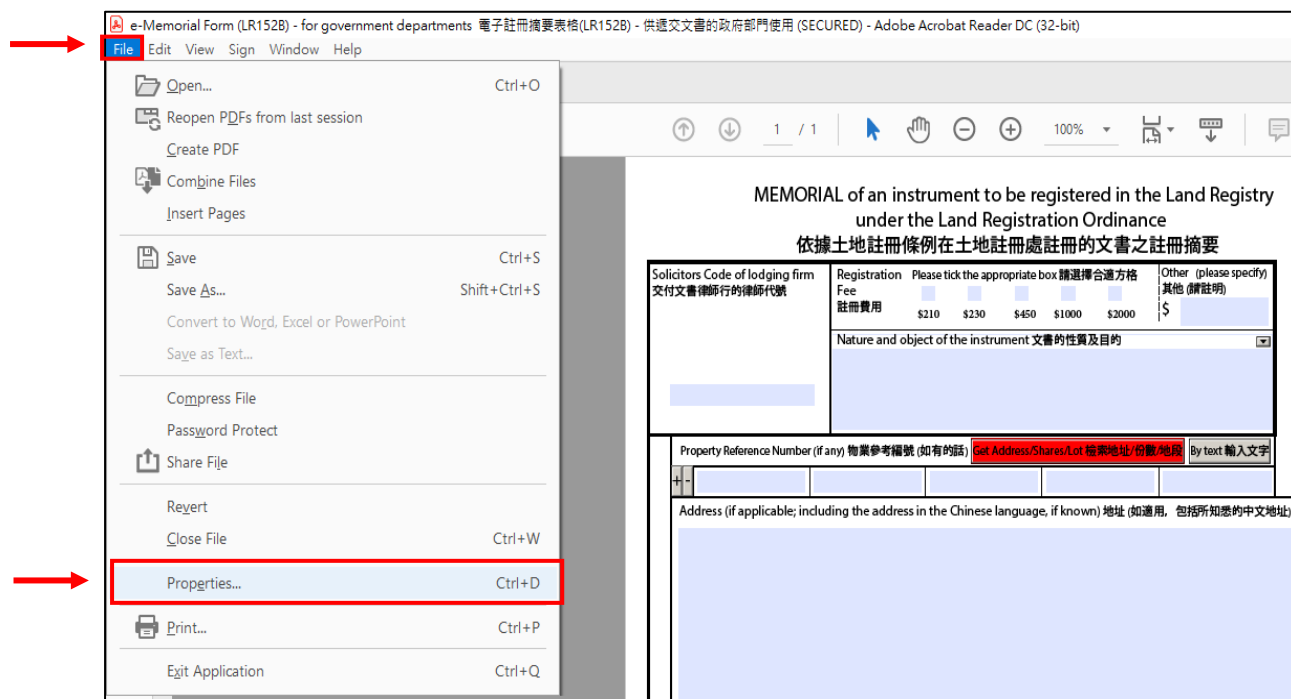 e-Memorial Form (LR152B) - for government departments 電子註冊摘要表格(LR152B) - 供遞交文書的政府部門使用 (SECURED) - Adobe Acrobat Reader DC (32-bit)
File Edit View Sign Window Help
Open... Ctrl+O
Reopen PDFs from last session
Create PDF
Combine Files
Insert Pages
Save Ctrl+S
Save As... Shift+Ctrl+S
Convert to Word, Excel or PowerPoint
Save as Text...
Compress File
Password Protect
Share File
Revert
Close File Ctrl+W
Properties... Ctrl+D
Print... Ctrl+P
Exit Application Ctrl+Q
1 / 1 100%
MEMORIAL of an instrument to be registered in the Land Registry
under the Land Registration Ordinance
依據土地註冊條例在土地註冊處註冊的文書之註冊摘要
Solicitors Code of lodging firm
交付文書律師行的律師代號
Registration Please tick the appropriate box 請選擇合適方格
Fee
註冊費用
$210 $230 $450 $1000 $2000
Other (please specify)
其他 (請註明)
$
Nature and object of the instrument 文書的性質及目的
Property Reference Number (if any) 物業參考編號 (如有的話) Get Address/Shares/Lot 檢索地址/份數/地段 By text 輸入文字
+ -
Address (if applicable; including the address in the Chinese language, if known) 地址 (如適用，包括所知悉的中文地址)